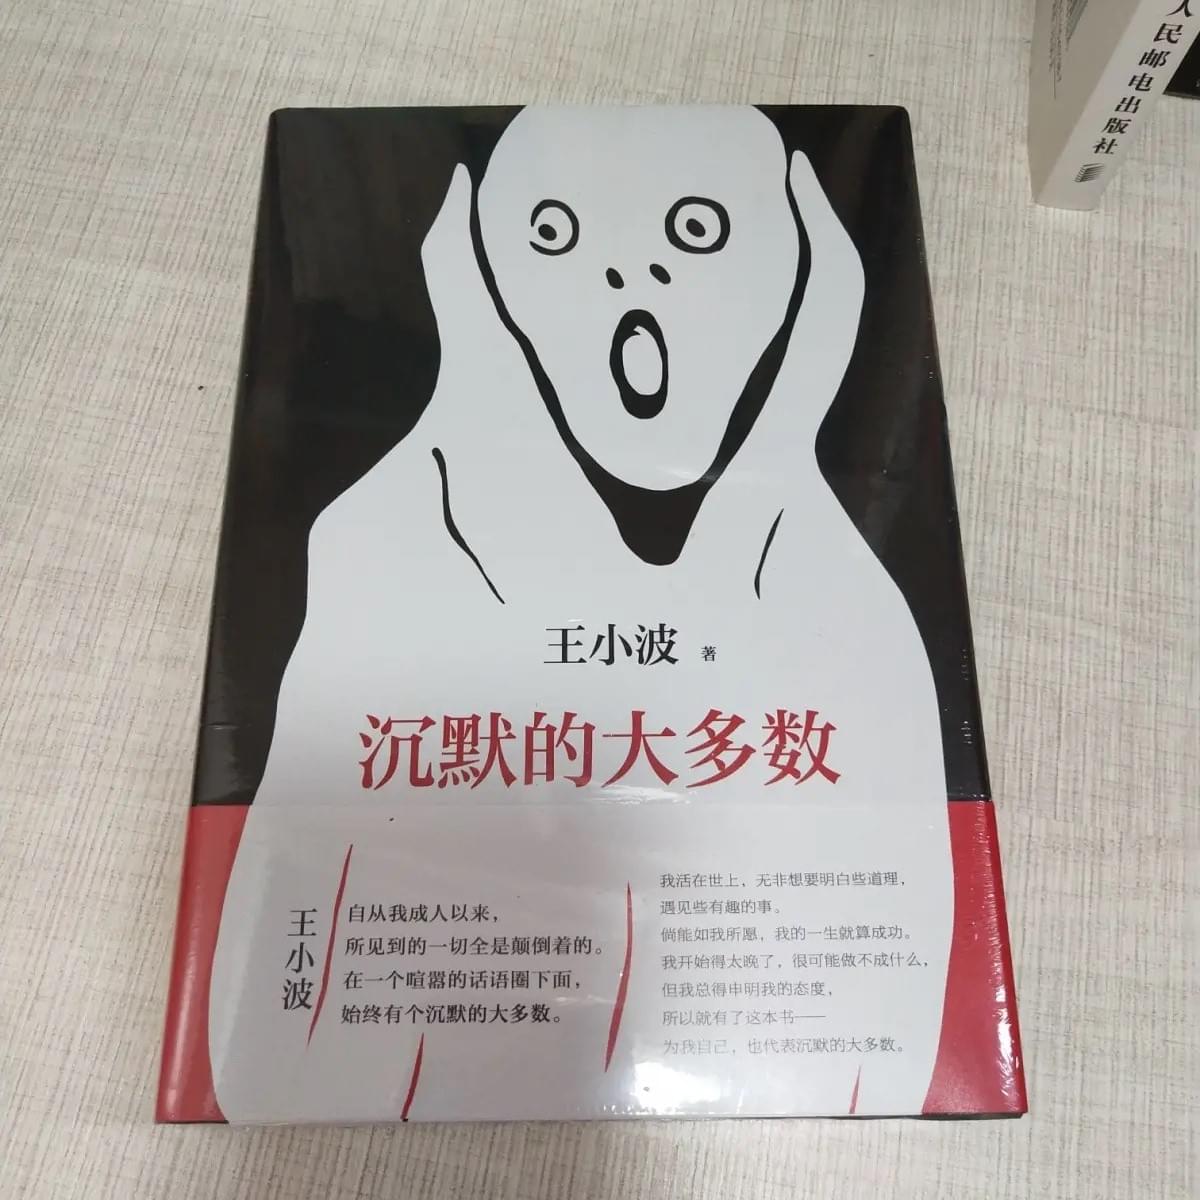 王小波 著
沉默的大多数
王小波
自从我成人以来，
所见到的一切全是颠倒着的。
在一个喧嚣的话语圈下面，
始终有个沉默的大多数。
我活在世上，无非想要明白些道理，
遇见些有趣的事。
倘能如我所愿，我的一生就算成功。
我开始得太晚了，很可能做不成什么，
但我总得申明我的态度，
所以就有了这本书——
为我自己，也代表沉默的大多数。
人民邮电出版社